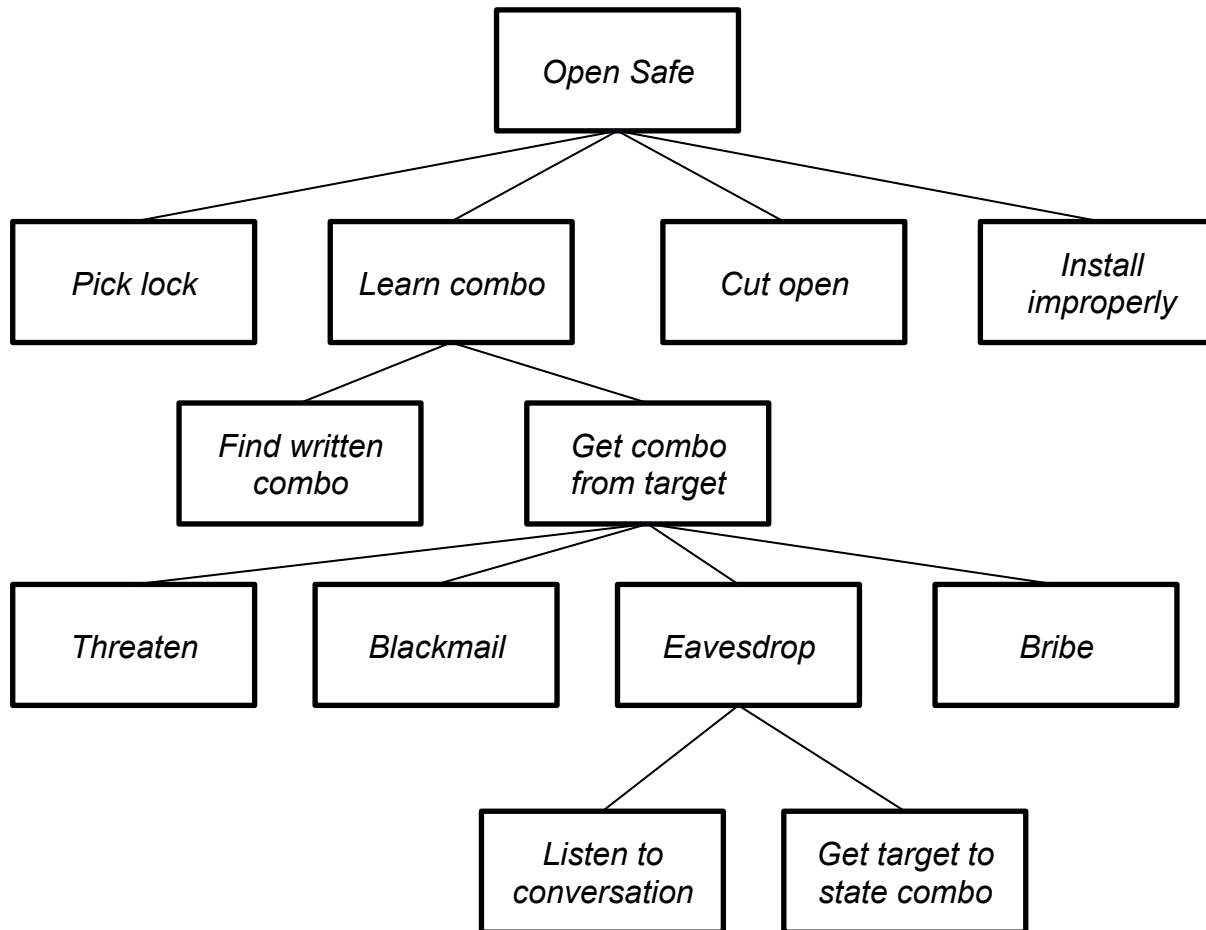 Open Safe
Pick lock
Learn combo
Cut open
Install
improperly
Find written
combo
Get combo
from target
Threaten
Blackmail
Eavesdrop
Bribe
Listen to
conversation
Get target to
state combo